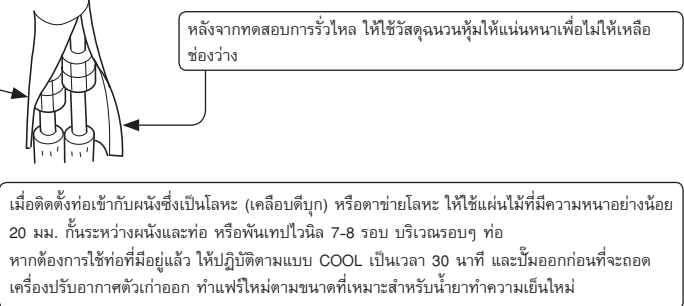 หลังจากทดสอบการรั่วไหล ให้ใช้วัสดุฉนวนหุ้มให้แน่นหนาเพื่อไม่ให้เหลือ
ช่องว่าง
เมื่อติดตั้งท่อเข้ากับผนังซึ่งเป็นโลหะ (เคลือบดีบุก) หรือตาข่ายโลหะ ให้ใช้แผ่นไม้ที่มีความหนาอย่างน้อย
20 มม. กั้นระหว่างผนังและท่อ หรือพันเทปไวนิล 7-8 รอบ บริเวณรอบๆ ท่อ
หากต้องการใช้ท่อที่มีอยู่แล้ว ให้ปฏิบัติตามแบบ COOL เป็นเวลา 30 นาที และปั๊มออกก่อนที่จะถอด
เครื่องปรับอากาศตัวเก่าออก ทำแฟร์ใหม่ตามขนาดที่เหมาะสำหรับน้ำยาทำความเย็นใหม่